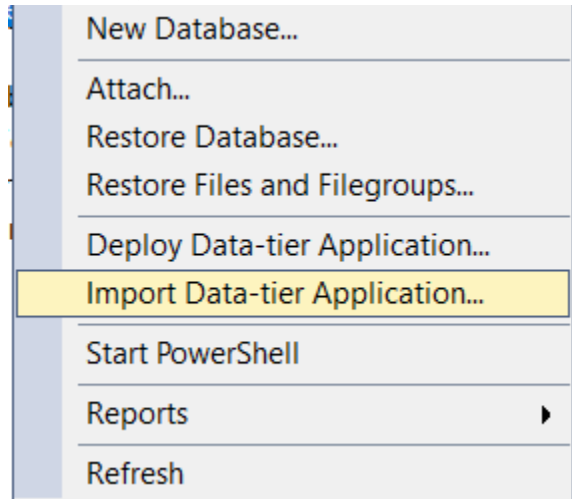 New Database...
Attach...
Restore Database...
Restore Files and Filegroups...
Deploy Data-tier Application...
Import Data-tier Application...
Start PowerShell
Reports
Refresh